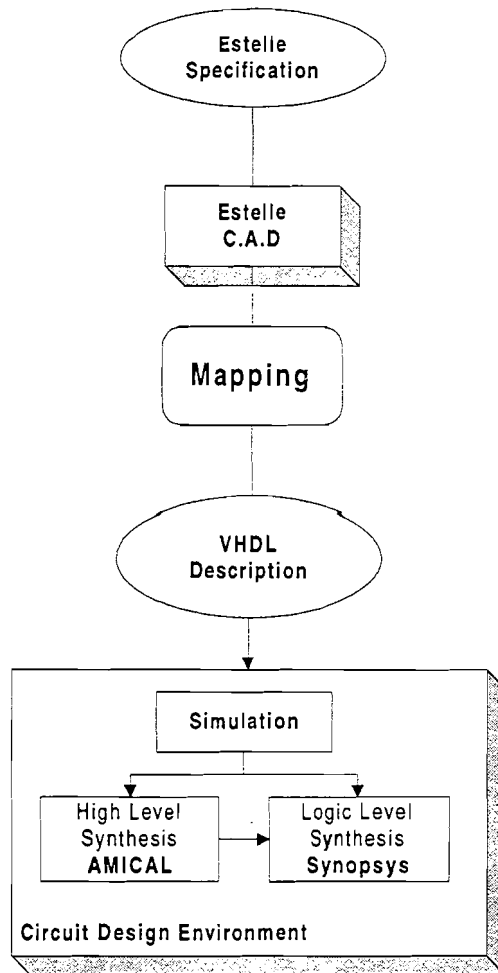 Estelle
Specification
Estelle
C.A.D
Mapping
VHDL
Description
Simulation
High Level
Synthesis
AMICAL
Logic Level
Synthesis
Synopsys
Circuit Design Environment